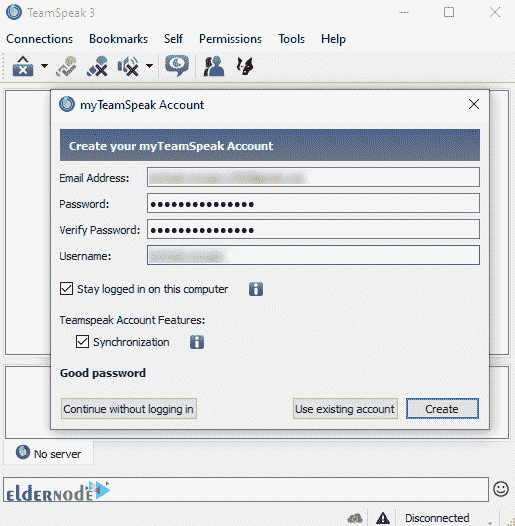 TeamSpeak 3
Connections Bookmarks Self Permissions Tools Help
myTeamSpeak Account
Create your myTeamSpeak Account
Email Address:
Password: ●●●●●●●●●●●●●●●
Verify Password: ●●●●●●●●●●●●●●●
Username:
Stay logged in on this computer
Teamspeak Account Features:
Synchronization
Good password
Continue without logging in Use existing account Create
No server
eldernode
Disconnected